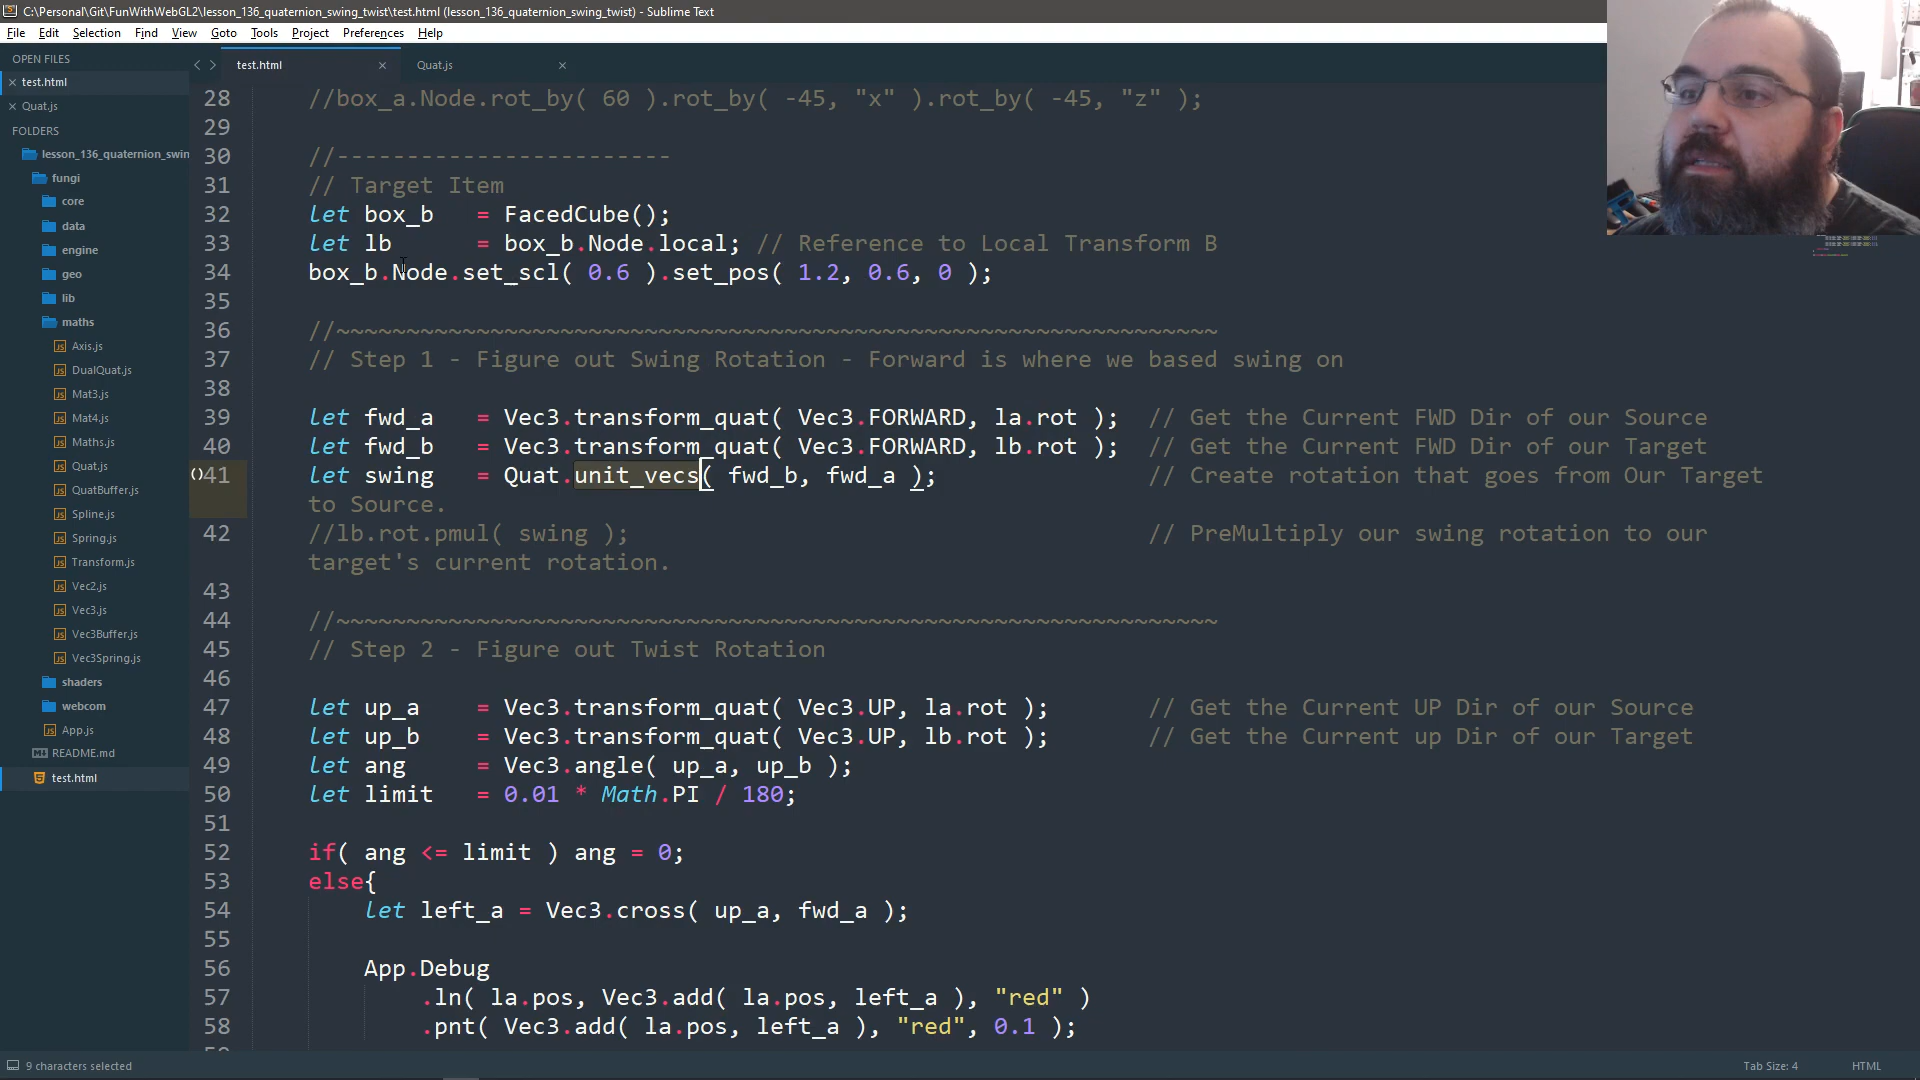 C:\Personal\Git\FunWithWebGL2\lesson_136_quaternion_swing_twist\test.html (lesson_136_quaternion_swing_twist) - Sublime Text
File Edit Selection Find View Goto Tools Project Preferences Help
OPEN FILES
test.html
Quat.js
FOLDERS
lesson_136_quaternion_swin
fungi
core
data
engine
geo
lib
maths
Axis.js
DualQuat.js
Mat3.js
Mat4.js
Maths.js
Quat.js
QuatBuffer.js
Spline.js
Spring.js
Transform.js
Vec2.js
Vec3.js
Vec3Buffer.js
Vec3Spring.js
shaders
webcom
App.js
README.md
test.html
test.html Quat.js
28 //box_a.Node.rot_by( 60 ).rot_by( -45, "x" ).rot_by( -45, "z" );
29
30 //------------------------
31 // Target Item
32 let box_b = FacedCube();
33 let lb = box_b.Node.local; // Reference to Local Transform B
34 box_b.Node.set_scl( 0.6 ).set_pos( 1.2, 0.6, 0 );
35
36 //~~~~~~~~~~~~~~~~~~~~~~~~~~~~~~~~~~~~~~~~~~~~~~~~~~~~~~~~~~~~~~~
37 // Step 1 - Figure out Swing Rotation - Forward is where we based swing on
38
39 let fwd_a = Vec3.transform_quat( Vec3.FORWARD, la.rot ); // Get the Current FWD Dir of our Source
40 let fwd_b = Vec3.transform_quat( Vec3.FORWARD, lb.rot ); // Get the Current FWD Dir of our Target
41 let swing = Quat.unit_vecs( fwd_b, fwd_a ); // Create rotation that goes from Our Target
to Source.
42 //lb.rot.pmul( swing ); // PreMultiply our swing rotation to our
target's current rotation.
43
44 //~~~~~~~~~~~~~~~~~~~~~~~~~~~~~~~~~~~~~~~~~~~~~~~~~~~~~~~~~~~~~~~
45 // Step 2 - Figure out Twist Rotation
46
47 let up_a = Vec3.transform_quat( Vec3.UP, la.rot ); // Get the Current UP Dir of our Source
48 let up_b = Vec3.transform_quat( Vec3.UP, lb.rot ); // Get the Current up Dir of our Target
49 let ang = Vec3.angle( up_a, up_b );
50 let limit = 0.01 * Math.PI / 180;
51
52 if( ang <= limit ) ang = 0;
53 else{
54 let left_a = Vec3.cross( up_a, fwd_a );
55
56 App.Debug
57 .ln( la.pos, Vec3.add( la.pos, left_a ), "red" )
58 .pnt( Vec3.add( la.pos, left_a ), "red", 0.1 );
9 characters selected
Tab Size: 4 HTML